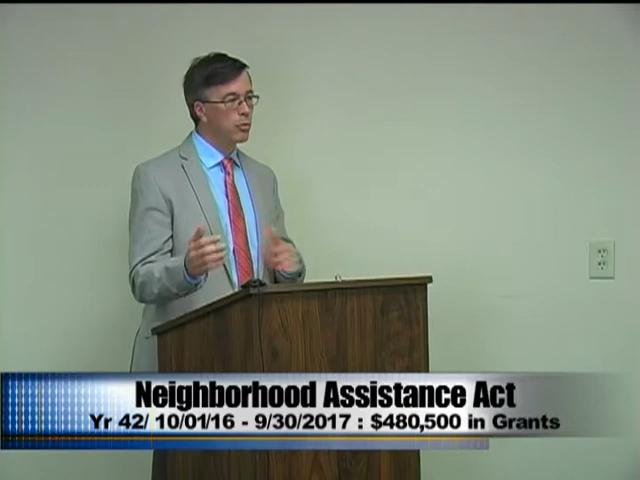 Neighborhood Assistance Act
Yr 42/ 10/01/16 - 9/30/2017 : $480,500 in Grants